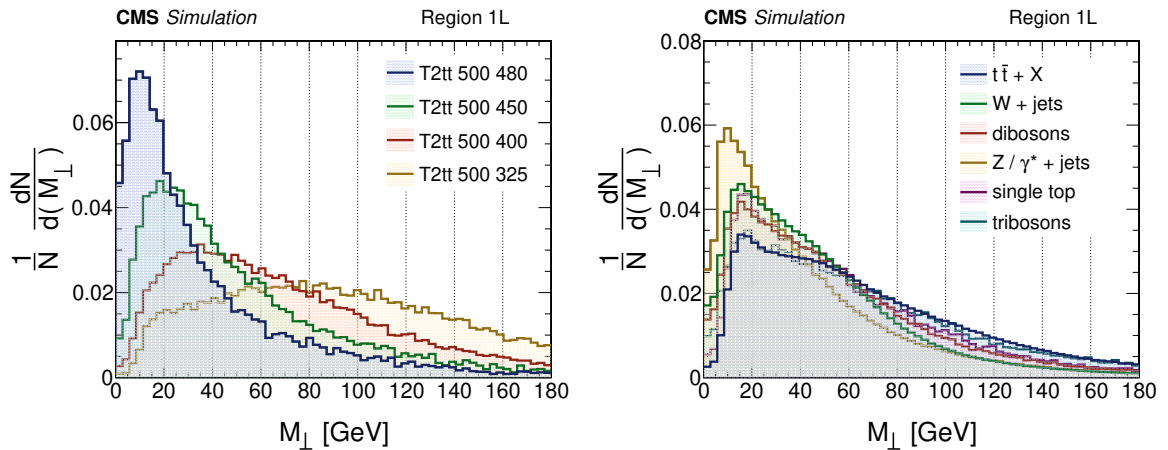 CMS Simulation Region 1L
1/N dN/d( M⊥)
0.06
0.04
0.02
0
T2tt 500 480
T2tt 500 450
T2tt 500 400
T2tt 500 325
0 20 40 60 80 100 120 140 160 180
M⊥ [GeV]
CMS Simulation Region 1L
1/N dN/d( M⊥)
0.08
0.06
0.04
0.02
0
t t̄ + X
W + jets
dibosons
Z / γ* + jets
single top
tribosons
0 20 40 60 80 100 120 140 160 180
M⊥ [GeV]